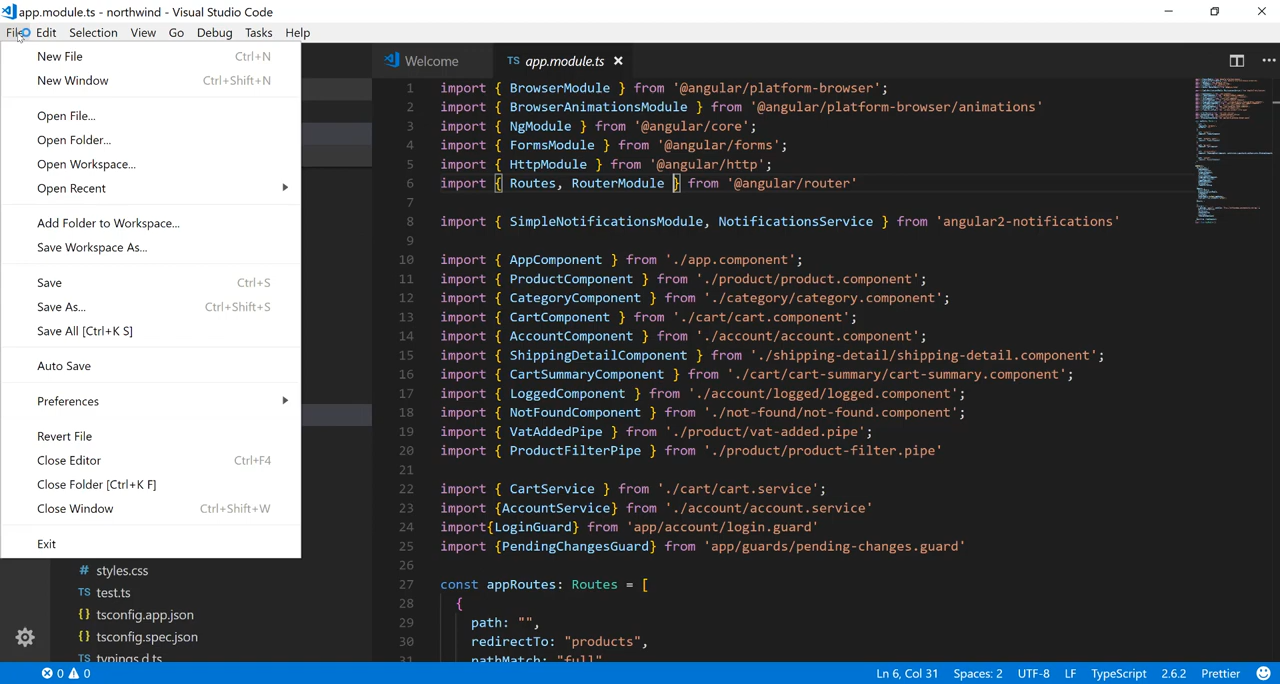 app.module.ts - northwind - Visual Studio Code
File Edit Selection View Go Debug Tasks Help
New File Ctrl+N
New Window Ctrl+Shift+N
Open File...
Open Folder...
Open Workspace...
Open Recent
Add Folder to Workspace...
Save Workspace As...
Save Ctrl+S
Save As... Ctrl+Shift+S
Save All [Ctrl+K S]
Auto Save
Preferences
Revert File
Close Editor Ctrl+F4
Close Folder [Ctrl+K F]
Close Window Ctrl+Shift+W
Exit
# styles.css
TS test.ts
{ } tsconfig.app.json
{ } tsconfig.spec.json
TS typings.d.ts
Welcome TS app.module.ts
1 import { BrowserModule } from '@angular/platform-browser';
2 import { BrowserAnimationsModule } from '@angular/platform-browser/animations'
3 import { NgModule } from '@angular/core';
4 import { FormsModule } from '@angular/forms';
5 import { HttpModule } from '@angular/http';
6 import { Routes, RouterModule } from '@angular/router'
7
8 import { SimpleNotificationsModule, NotificationsService } from 'angular2-notifications'
9
10 import { AppComponent } from './app.component';
11 import { ProductComponent } from './product/product.component';
12 import { CategoryComponent } from './category/category.component';
13 import { CartComponent } from './cart/cart.component';
14 import { AccountComponent } from './account/account.component';
15 import { ShippingDetailComponent } from './shipping-detail/shipping-detail.component';
16 import { CartSummaryComponent } from './cart/cart-summary/cart-summary.component';
17 import { LoggedComponent } from './account/logged/logged.component';
18 import { NotFoundComponent } from './not-found/not-found.component';
19 import { VatAddedPipe } from './product/vat-added.pipe';
20 import { ProductFilterPipe } from './product/product-filter.pipe'
21
22 import { CartService } from './cart/cart.service';
23 import {AccountService} from './account/account.service'
24 import{LoginGuard} from 'app/account/login.guard'
25 import {PendingChangesGuard} from 'app/guards/pending-changes.guard'
26
27 const appRoutes: Routes = [
28 {
29 path: "",
30 redirectTo: "products",
31 pathMatch: "full"
0 0 Ln 6, Col 31 Spaces: 2 UTF-8 LF TypeScript 2.6.2 Prettier